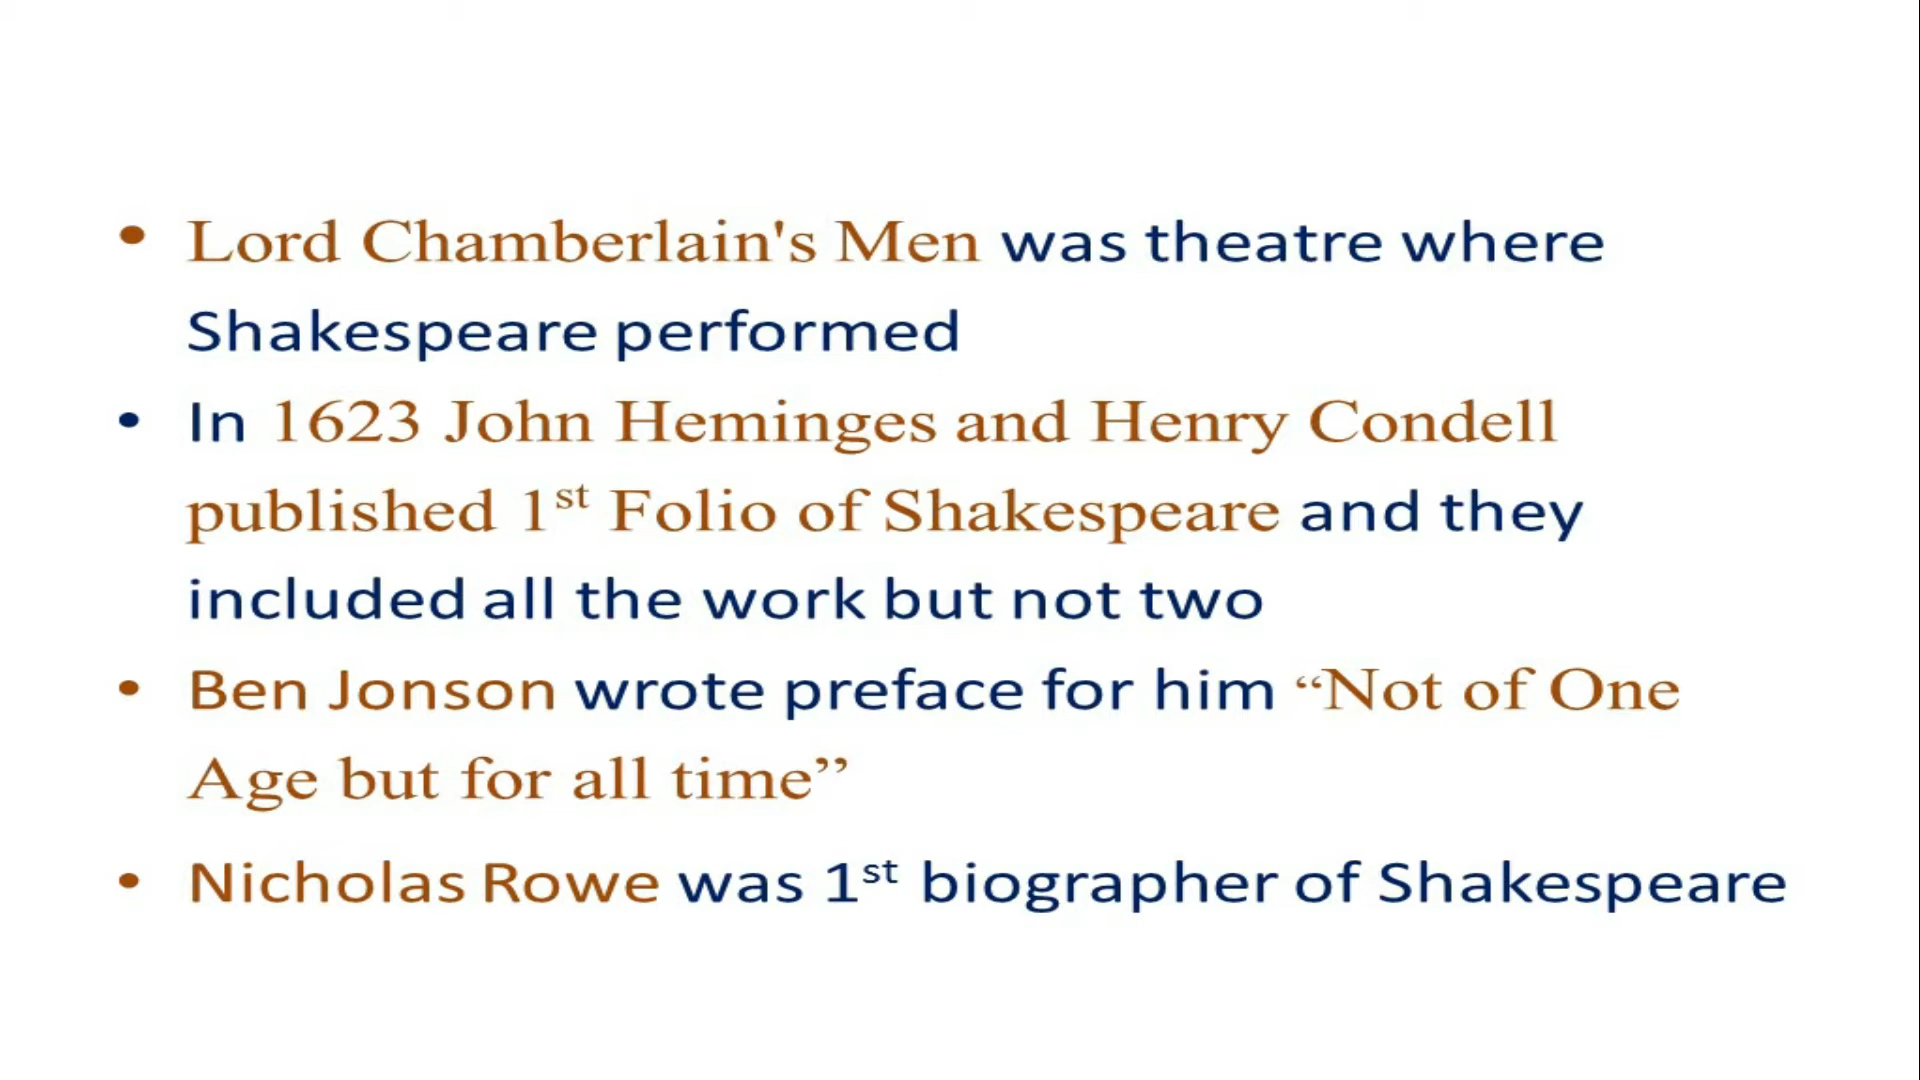 • Lord Chamberlain's Men was theatre where
Shakespeare performed
• In 1623 John Heminges and Henry Condell
published 1st Folio of Shakespeare and they
included all the work but not two
• Ben Jonson wrote preface for him “Not of One
Age but for all time”
• Nicholas Rowe was 1st biographer of Shakespeare